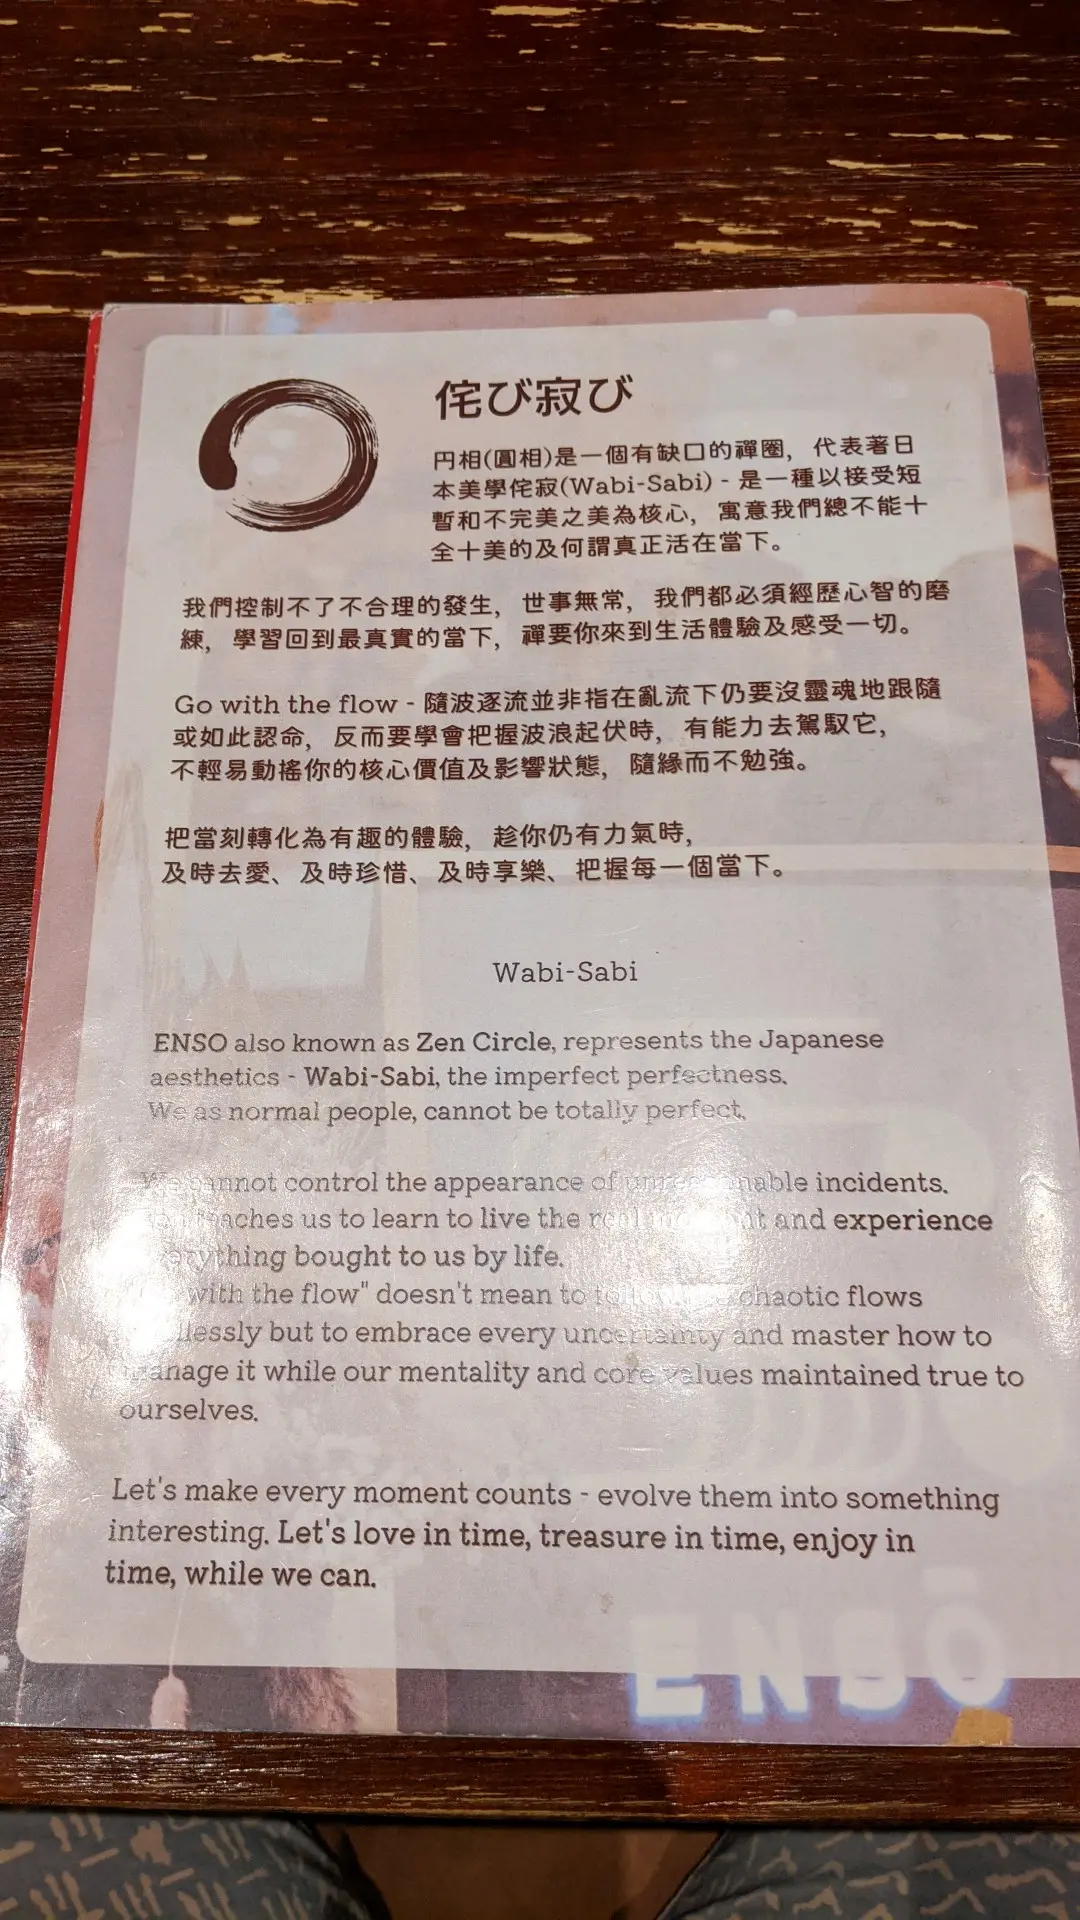 侘び寂び
円相(圓相)是一個有缺口的禪圈，代表著日
本美學侘寂(Wabi-Sabi) - 是一種以接受短
暫和不完美之美為核心，寓意我們總不能十
全十美的及何謂真正活在當下。
我們控制不了不合理的發生，世事無常，我們都必須經歷心智的磨
練，學習回到最真實的當下，禪要你來到生活體驗及感受一切。
Go with the flow - 隨波逐流並非指在亂流下仍要沒靈魂地跟隨
或如此認命，反而要學會把握波浪起伏時，有能力去駕馭它，
不輕易動搖你的核心價值及影響狀態，隨緣而不勉強。
把當刻轉化為有趣的體驗，趁你仍有力氣時，
及時去愛、及時珍惜、及時享樂、把握每一個當下。
Wabi-Sabi
ENSO also known as Zen Circle, represents the Japanese
aesthetics - Wabi-Sabi, the imperfect perfectness.
We as normal people, cannot be totally perfect.
We cannot control the appearance of incidents.
teaches us to learn to live the real moment and experience
everything bought to us by life.
with the flow" doesn't mean to chaotic flows
but to embrace every uncertainty and master how to
manage it while our mentality and core values maintained true to
ourselves.
Let's make every moment counts - evolve them into something
interesting. Let's love in time, treasure in time, enjoy in
time, while we can.
ENSŌ